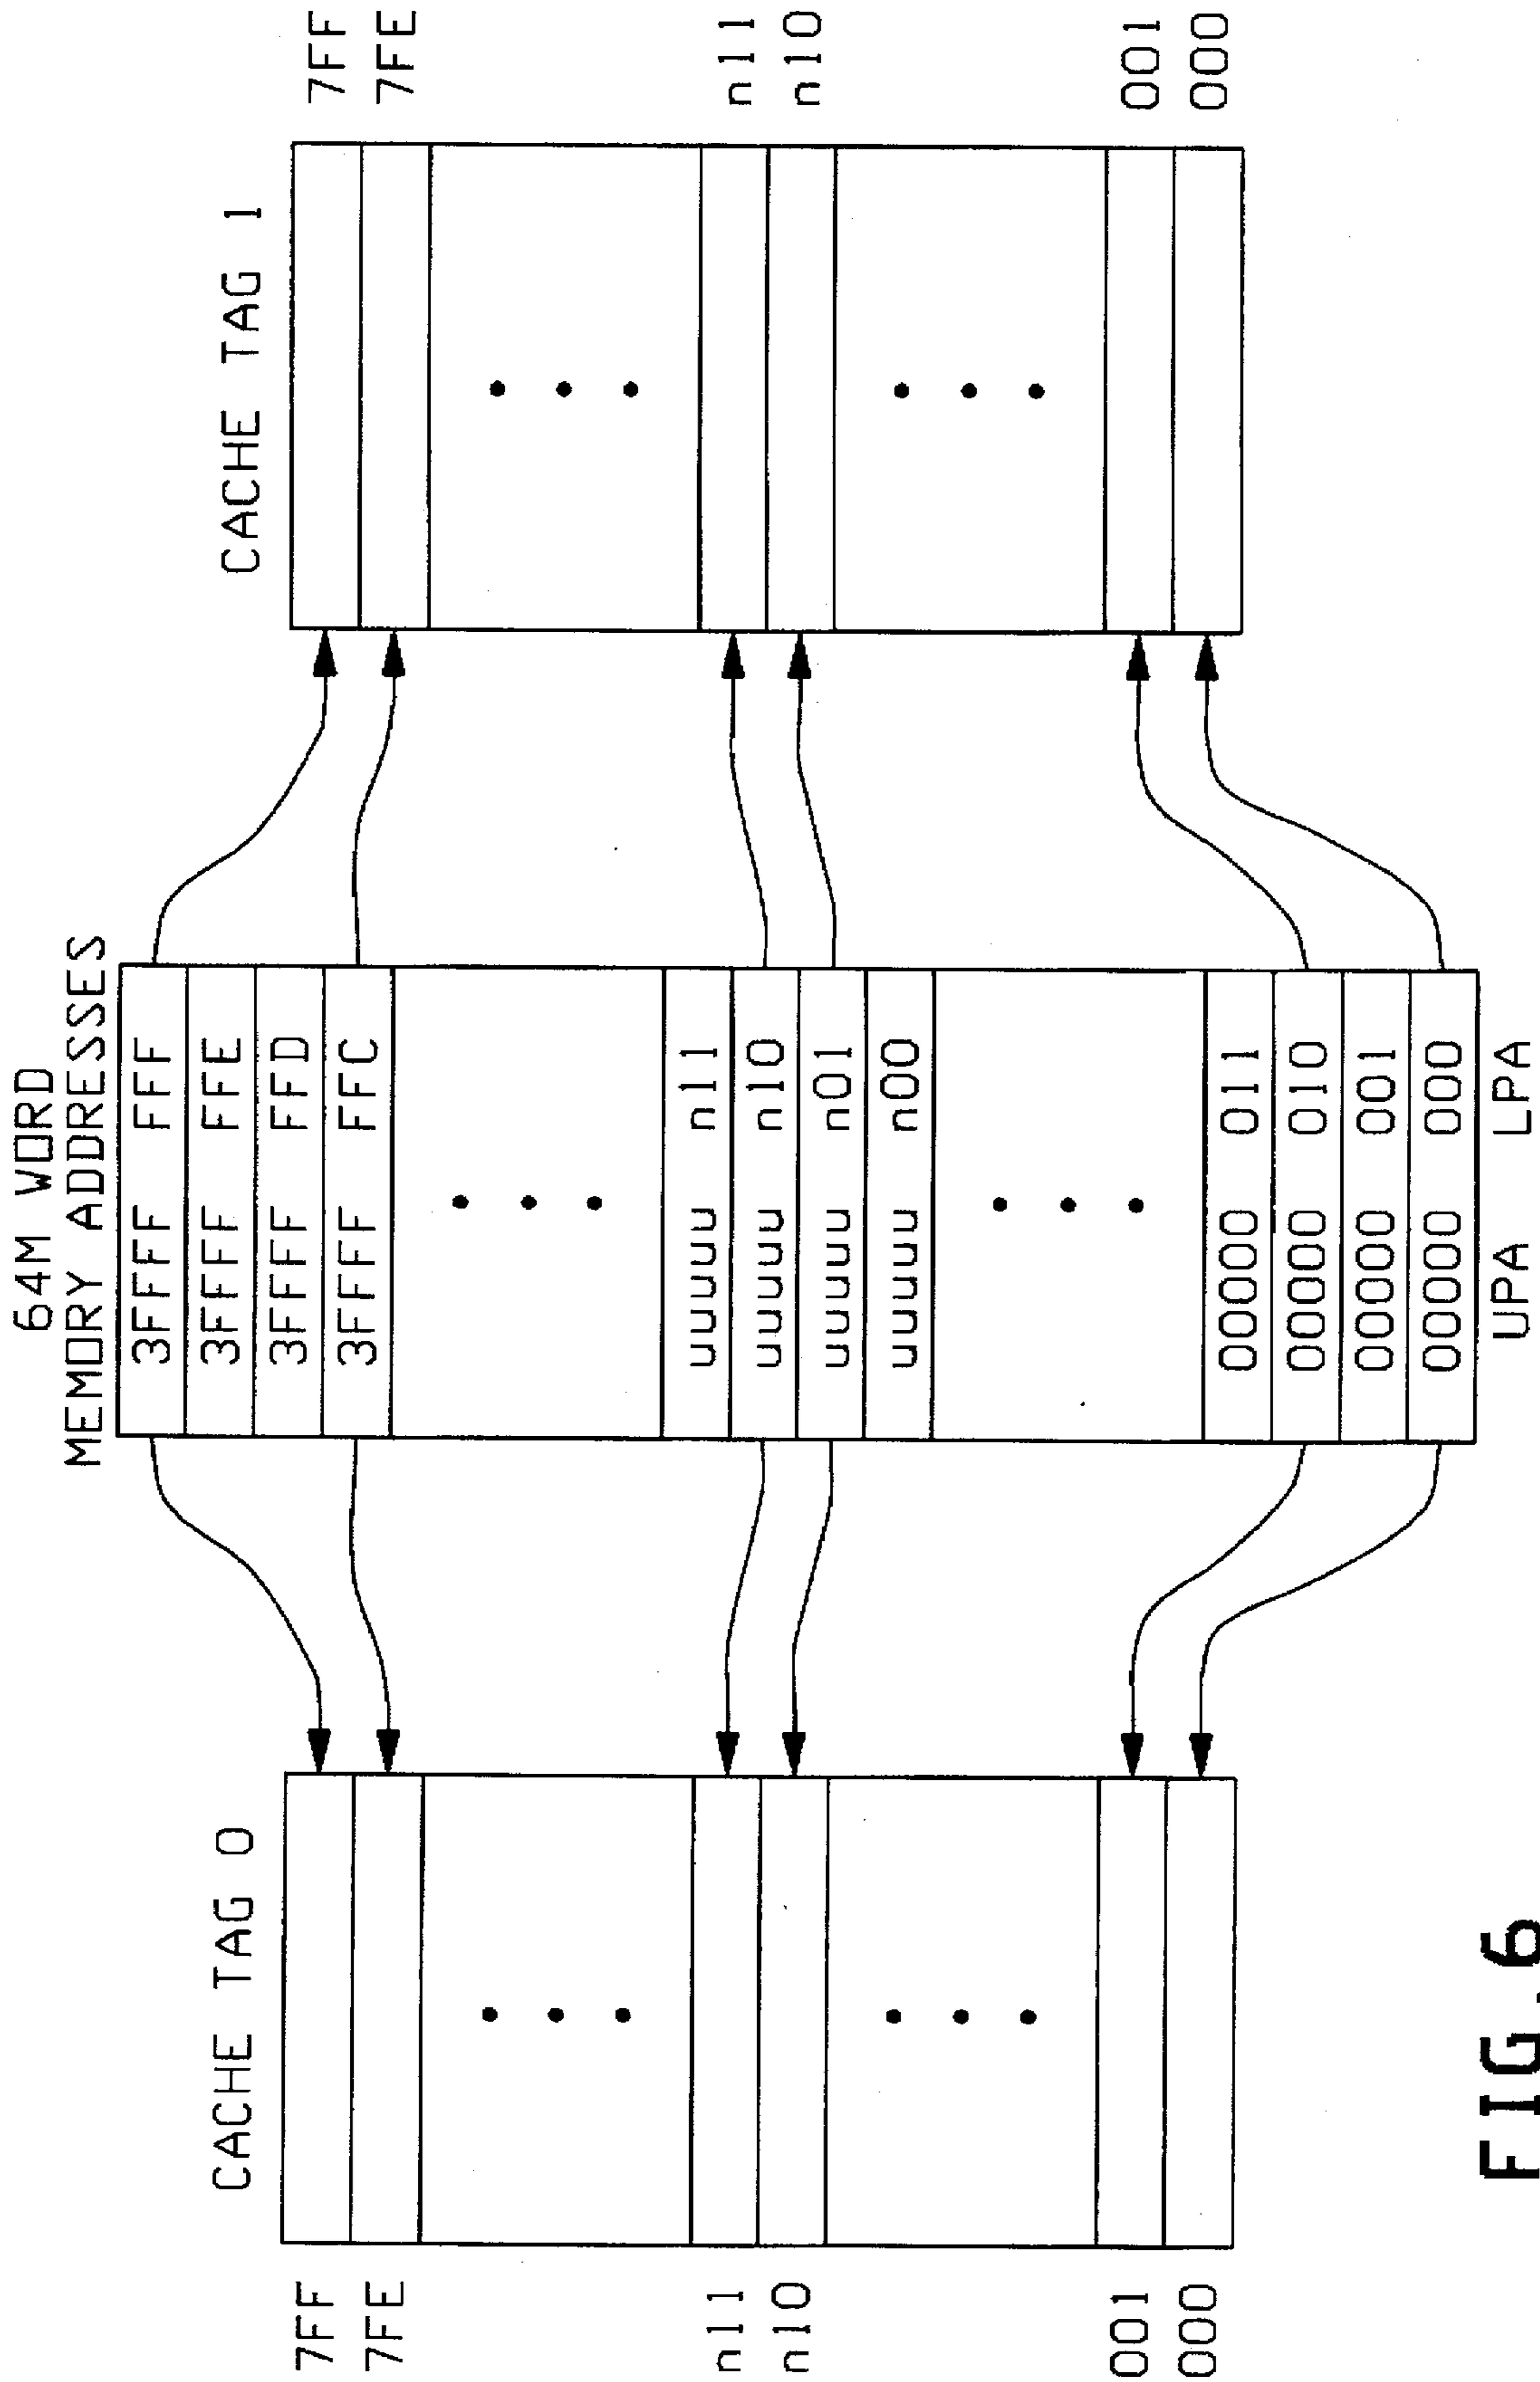 64M WORD
MEMORY ADDRESSES
CACHE TAG 0
CACHE TAG 1
7FF
7FE
n11
n10
001
000
3FFFF FFF
3FFFF FFE
3FFFF FFD
3FFFF FFC
uuuuu n11
uuuuu n10
uuuuu n01
uuuuu n00
00000 011
00000 010
00000 001
00000 000
UPA LPA
7FF
7FE
n11
n10
001
000
FIG.6